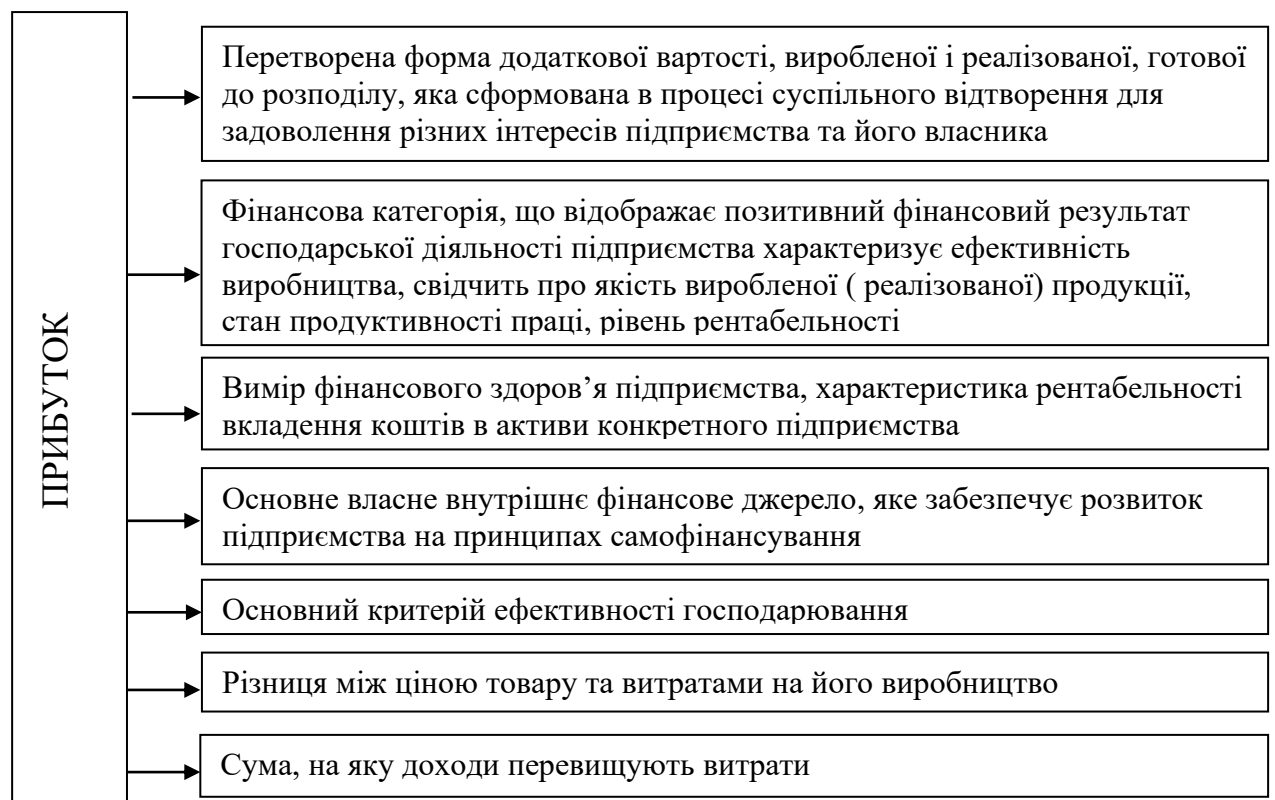 ПРИБУТОК
Перетворена форма додаткової вартості, виробленої і реалізованої, готової
до розподілу, яка сформована в процесі суспільного відтворення для
задоволення різних інтересів підприємства та його власника
Фінансова категорія, що відображає позитивний фінансовий результат
господарської діяльності підприємства характеризує ефективність
виробництва, свідчить про якість виробленої ( реалізованої) продукції,
стан продуктивності праці, рівень рентабельності
Вимір фінансового здоров’я підприємства, характеристика рентабельності
вкладення коштів в активи конкретного підприємства
Основне власне внутрішнє фінансове джерело, яке забезпечує розвиток
підприємства на принципах самофінансування
Основний критерій ефективності господарювання
Різниця між ціною товару та витратами на його виробництво
Сума, на яку доходи перевищують витрати